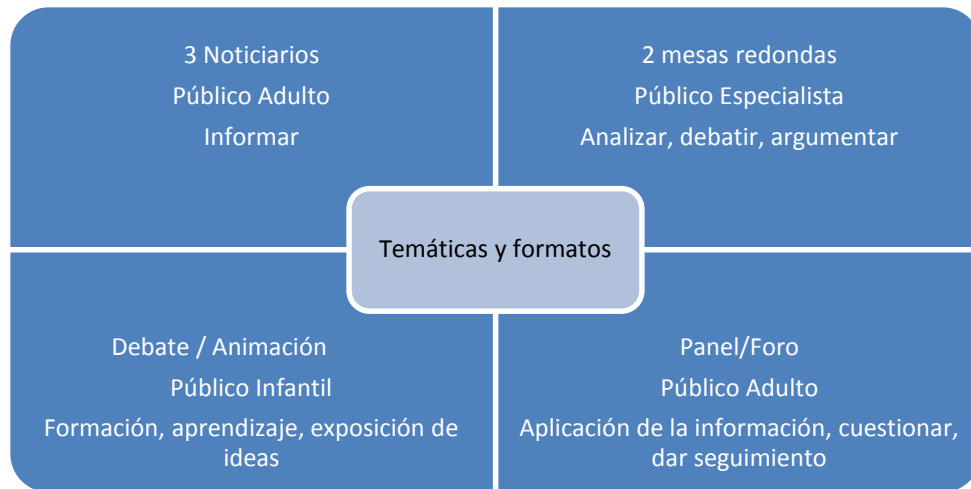 3 Noticiarios
Público Adulto
Informar
2 mesas redondas
Público Especialista
Analizar, debatir, argumentar
Temáticas y formatos
Debate / Animación
Público Infantil
Formación, aprendizaje, exposición de
ideas
Panel/Foro
Público Adulto
Aplicación de la información, cuestionar,
dar seguimiento